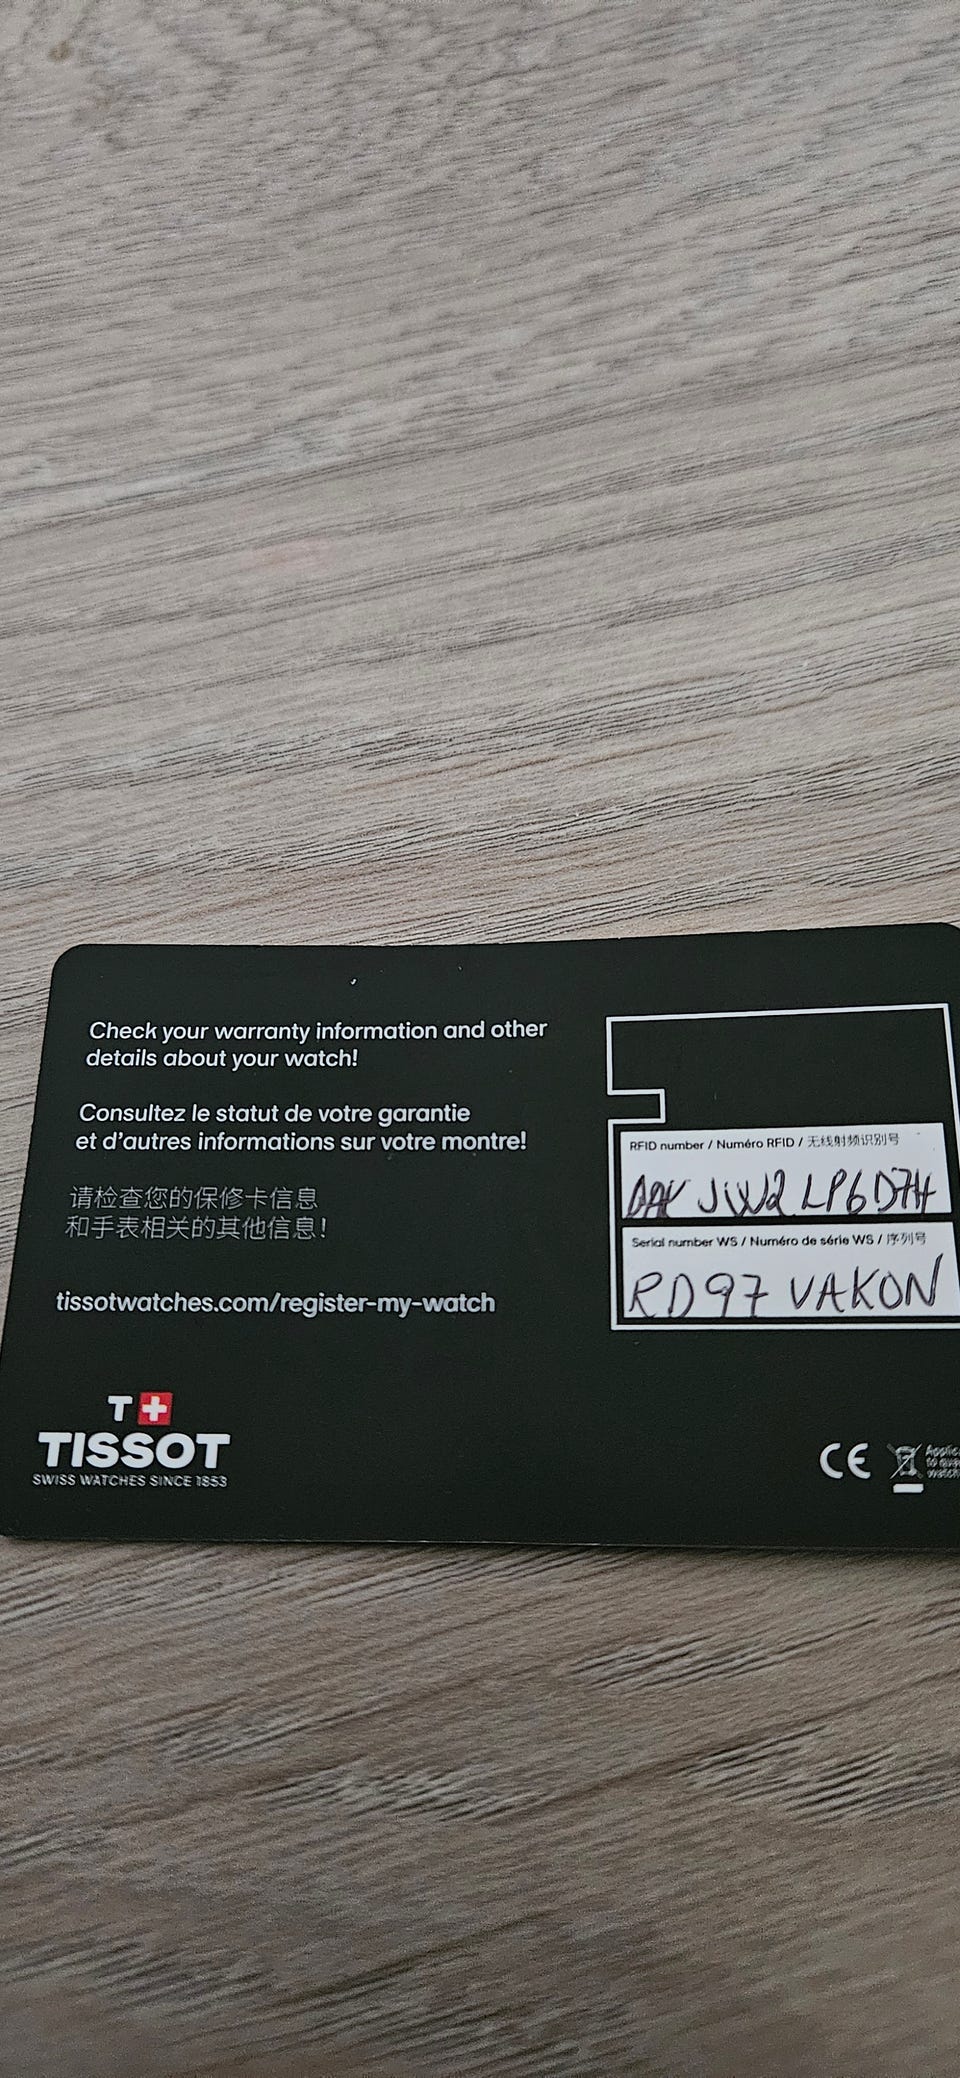 Check your warranty information and other
details about your watch!
Consultez le statut de votre garantie
et d'autres informations sur votre montre!
请检查您的保修卡信息
和手表相关的其他信息！
tissotwatches.com/register-my-watch
T+
TISSOT
SWISS WATCHES SINCE 1853
RFID number / Numéro RFID / 无线射频识别号
Serial number WS / Numéro de série WS / 序列号
RD97 VAKON
CE